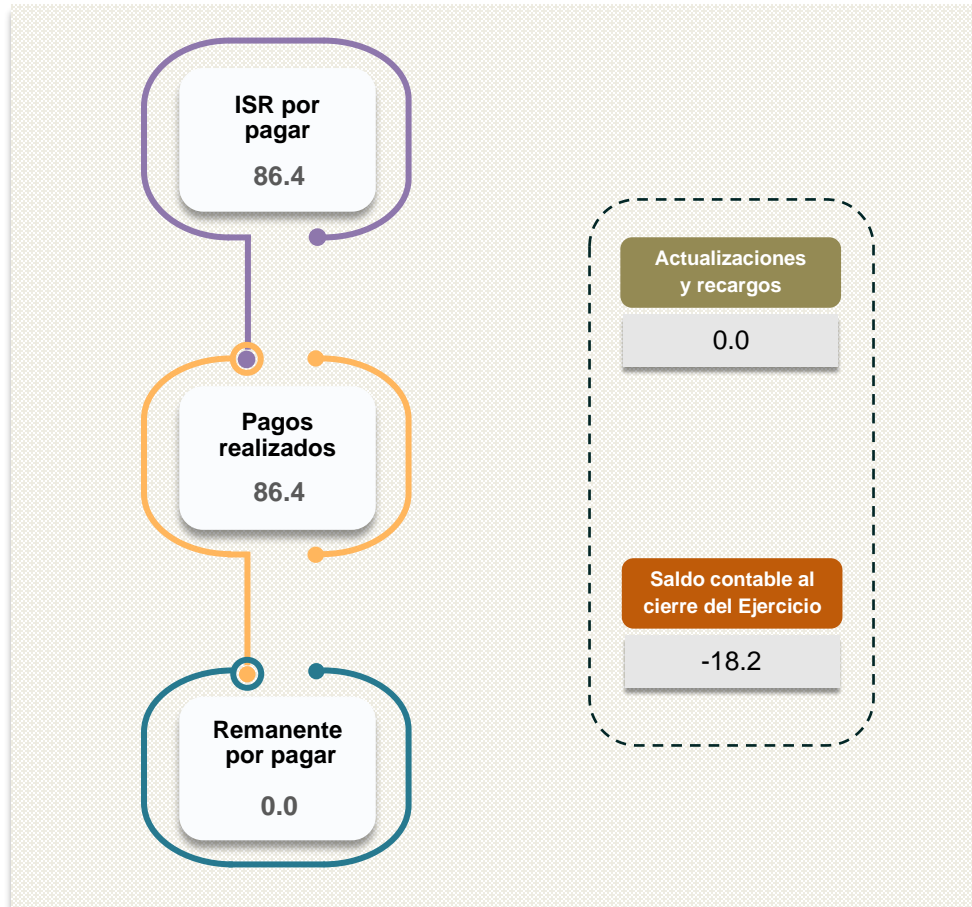 ISR por
pagar
86.4
Pagos
realizados
86.4
Remanente
por pagar
0.0
Actualizaciones
y recargos
0.0
Saldo contable al
cierre del Ejercicio
-18.2